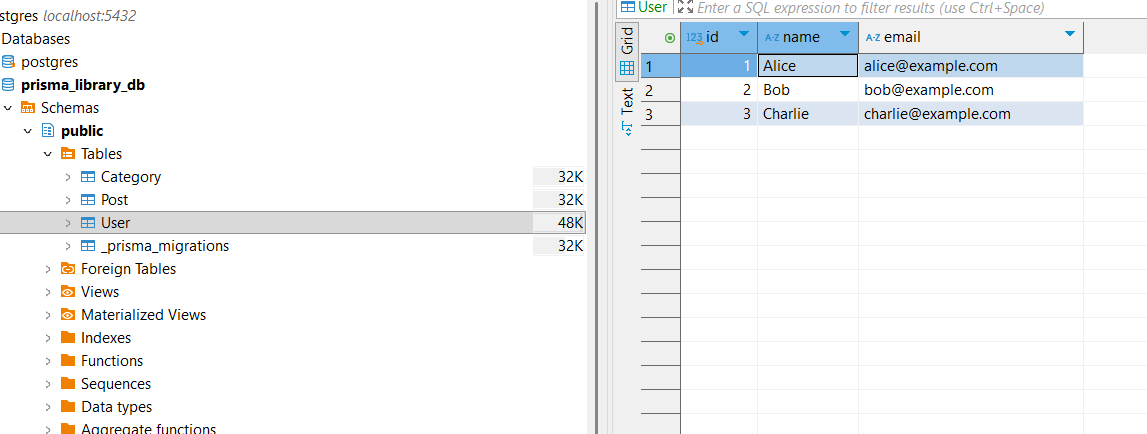 stgres localhost:5432
Databases
postgres
prisma_library_db
Schemas
public
Tables
Category 32K
Post 32K
User 48K
_prisma_migrations 32K
Foreign Tables
Views
Materialized Views
Indexes
Functions
Sequences
Data types
Aggregate functions
User Enter a SQL expression to filter results (use Ctrl+Space)
Grid
Text
123 id A-Z name A-Z email
1 1 Alice alice@example.com
2 2 Bob bob@example.com
3 3 Charlie charlie@example.com